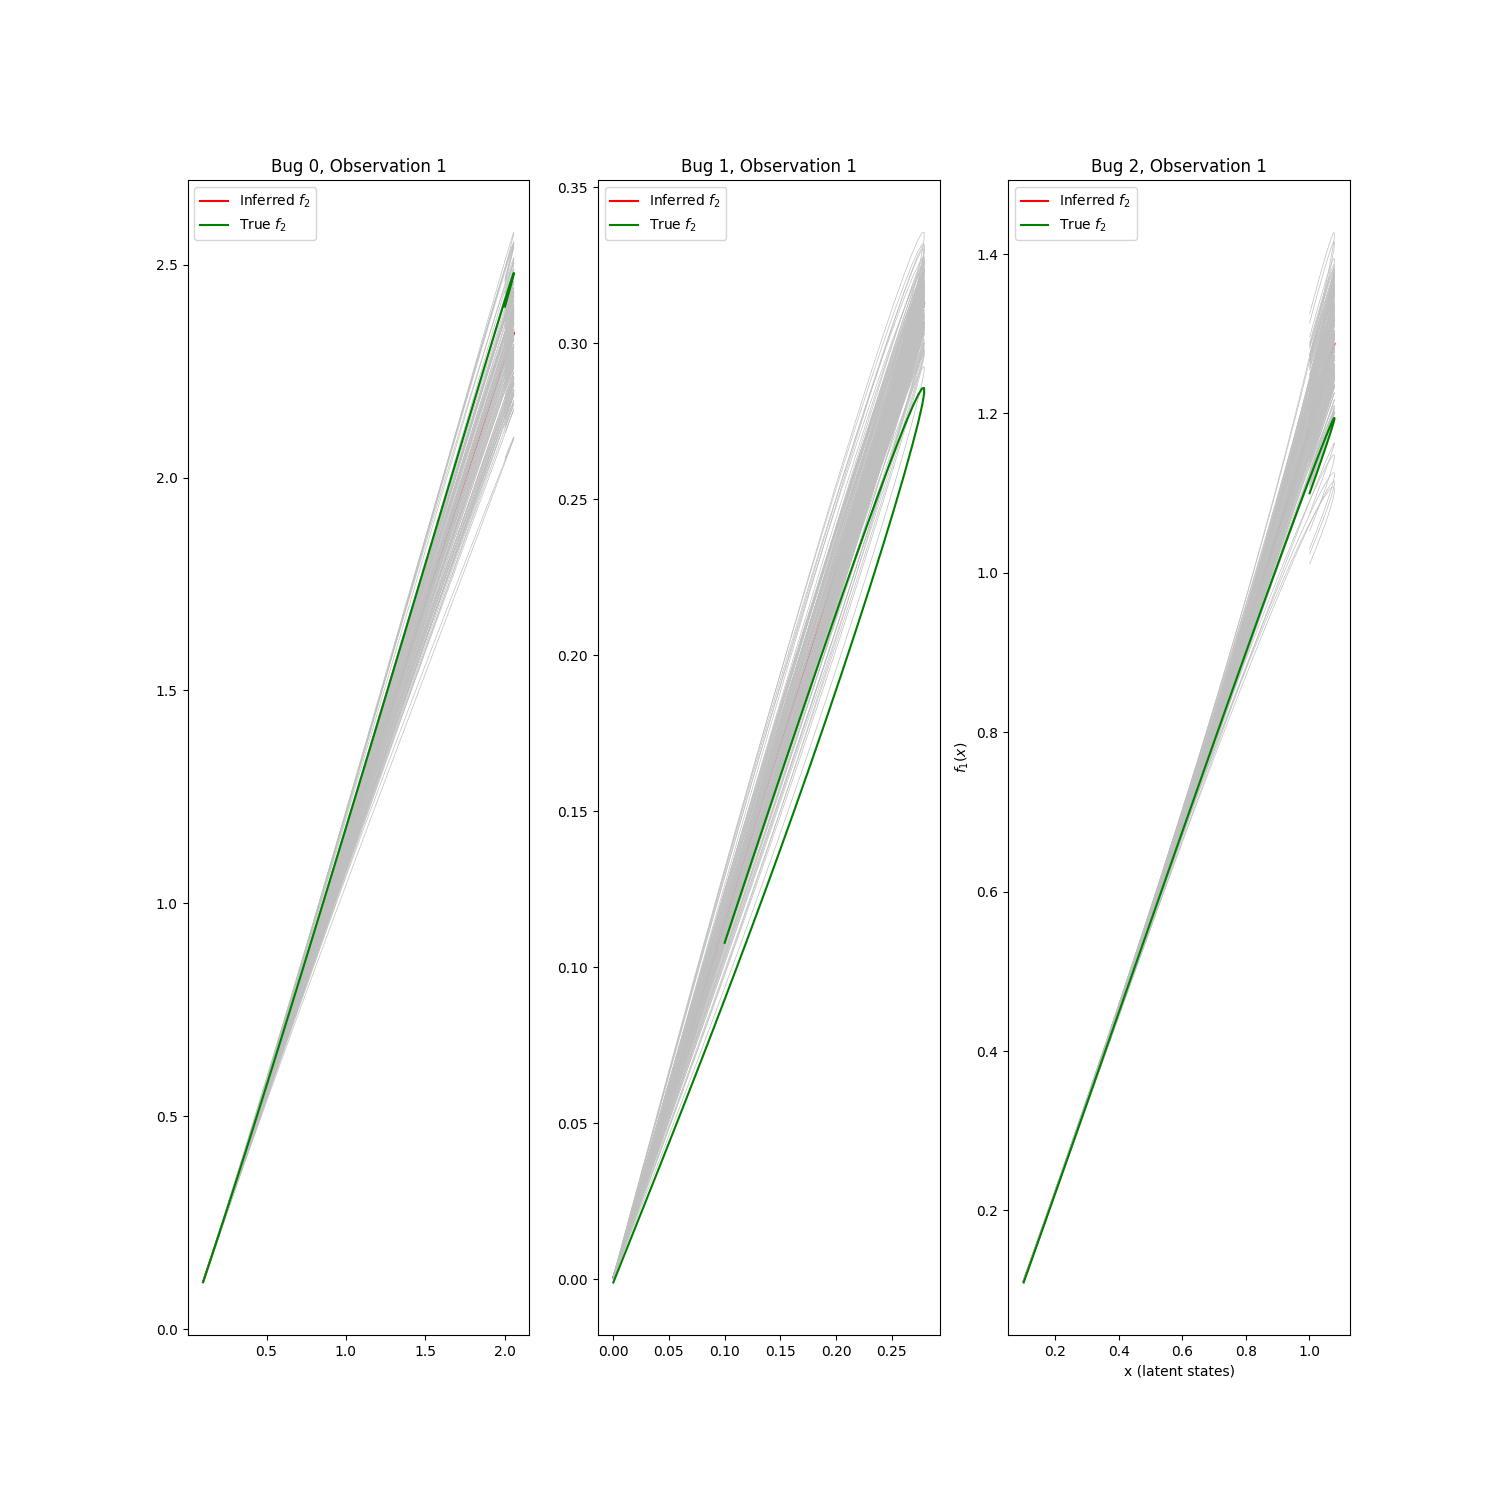 Bug 0, Observation 1
Inferred f₂
True f₂
2.5
2.0
1.5
1.0
0.5
0.0
0.5 1.0 1.5 2.0
Bug 1, Observation 1
Inferred f₂
True f₂
0.35
0.30
0.25
0.20
0.15
0.10
0.05
0.00
0.00 0.05 0.10 0.15 0.20 0.25
Bug 2, Observation 1
Inferred f₂
True f₂
f₁(x)
1.4
1.2
1.0
0.8
0.6
0.4
0.2
0.2 0.4 0.6 0.8 1.0
x (latent states)